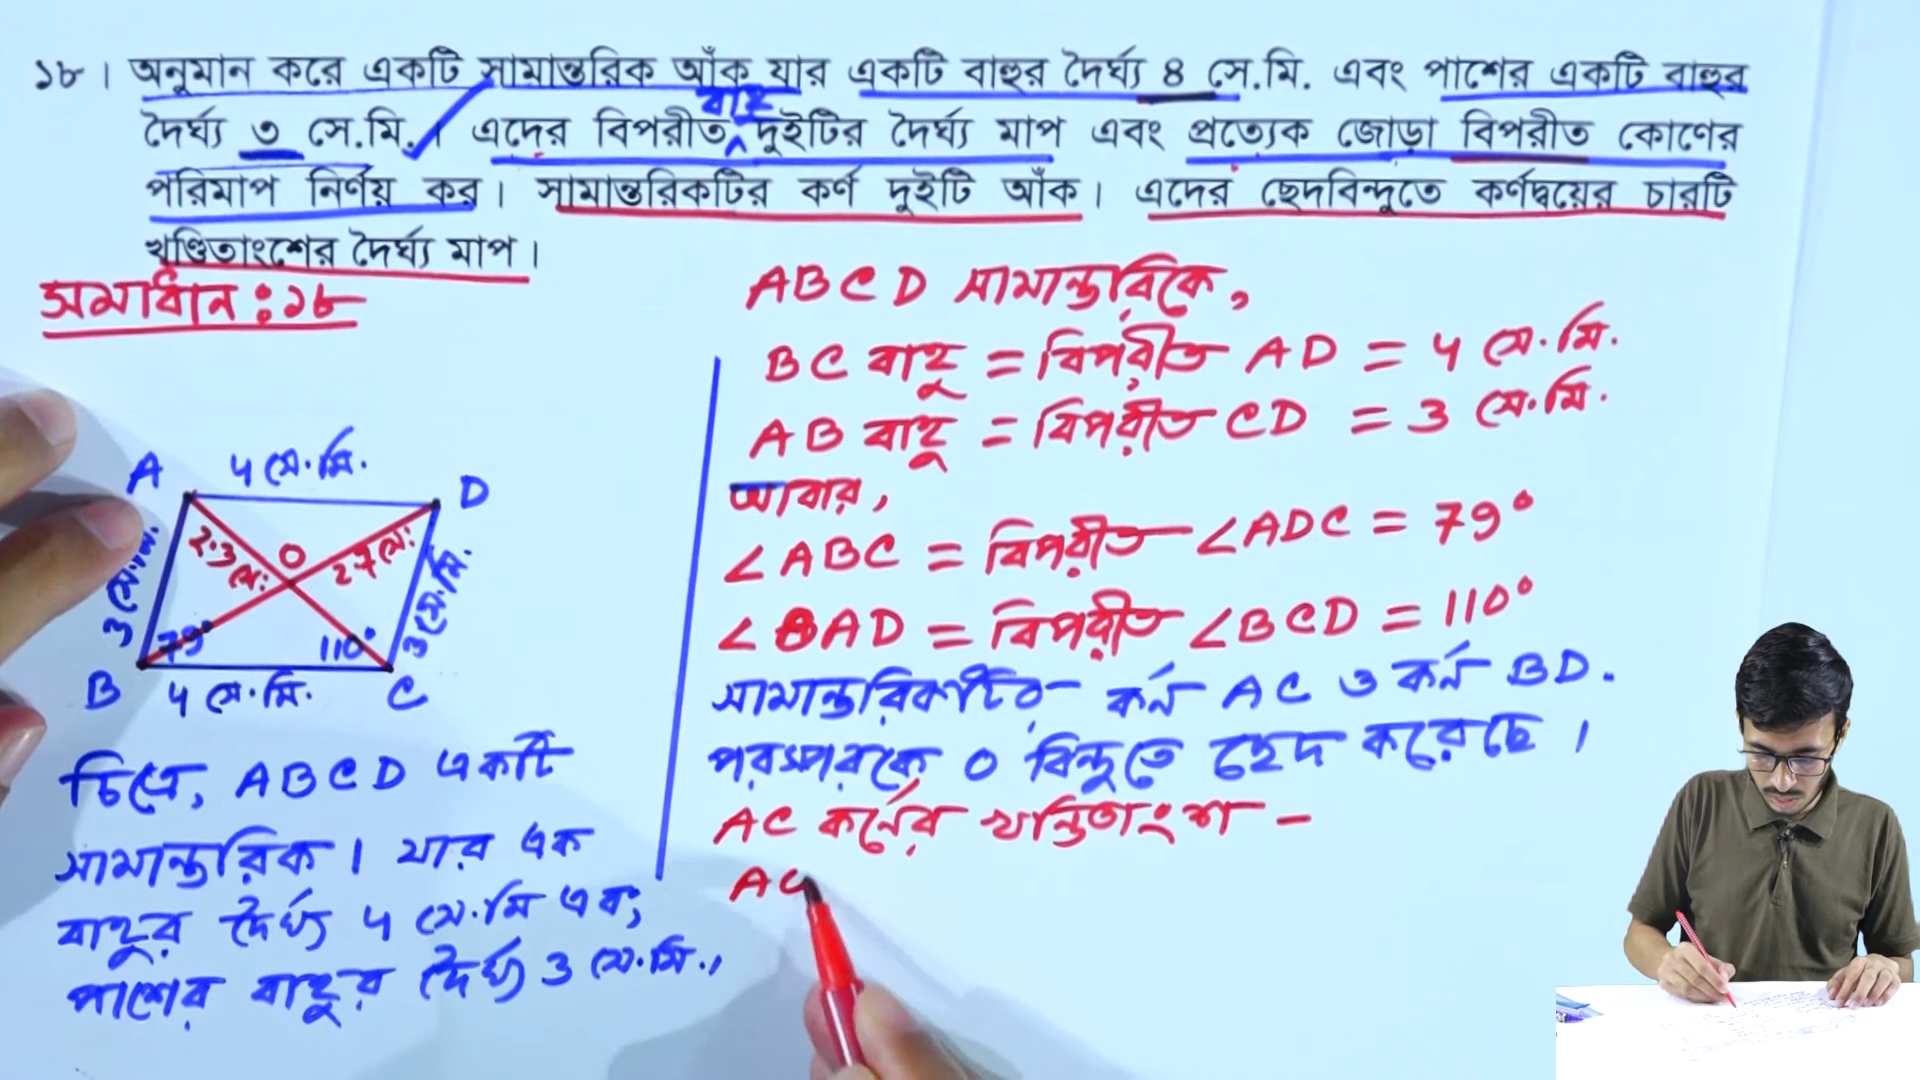 ১৮। অনুমান করে একটি সামান্তরিক আঁক যার একটি বাহুর দৈর্ঘ্য ৪ সে.মি. এবং পাশের একটি বাহুর
দৈর্ঘ্য ৩ সে.মি.। এদের বিপরীত বাহু দুইটির দৈর্ঘ্য মাপ এবং প্রত্যেক জোড়া বিপরীত কোণের
পরিমাপ নির্ণয় কর। সামান্তরিকটির কর্ণ দুইটি আঁক। এদের ছেদবিন্দুতে কর্ণদ্বয়ের চারটি
খণ্ডিতাংশের দৈর্ঘ্য মাপ।
সমাধান : ১৮
A 4 সে.মি. D
3 সে.মি. 2.3 সে: O 2.7 সে: 3 সে.মি.
79° 110°
B 4 সে.মি. C
চিত্রে, ABCD একটি
সামান্তরিক। যার এক
বাহুর দৈর্ঘ্য 4 সে.মি এবং
পাশের বাহুর দৈর্ঘ্য 3 সে.মি.,
ABCD সামান্তরিকে,
BC বাহু = বিপরীত AD = 4 সে.মি.
AB বাহু = বিপরীত CD = 3 সে.মি.
আবার,
∠ABC = বিপরীত ∠ADC = 79°
∠BAD = বিপরীত ∠BCD = 110°
সামান্তরিকটির কর্ন AC ও কর্ন BD.
পরস্পরকে O বিন্দুতে ছেদ করেছে।
AC কর্নের খন্ডিতাংশ -
AO